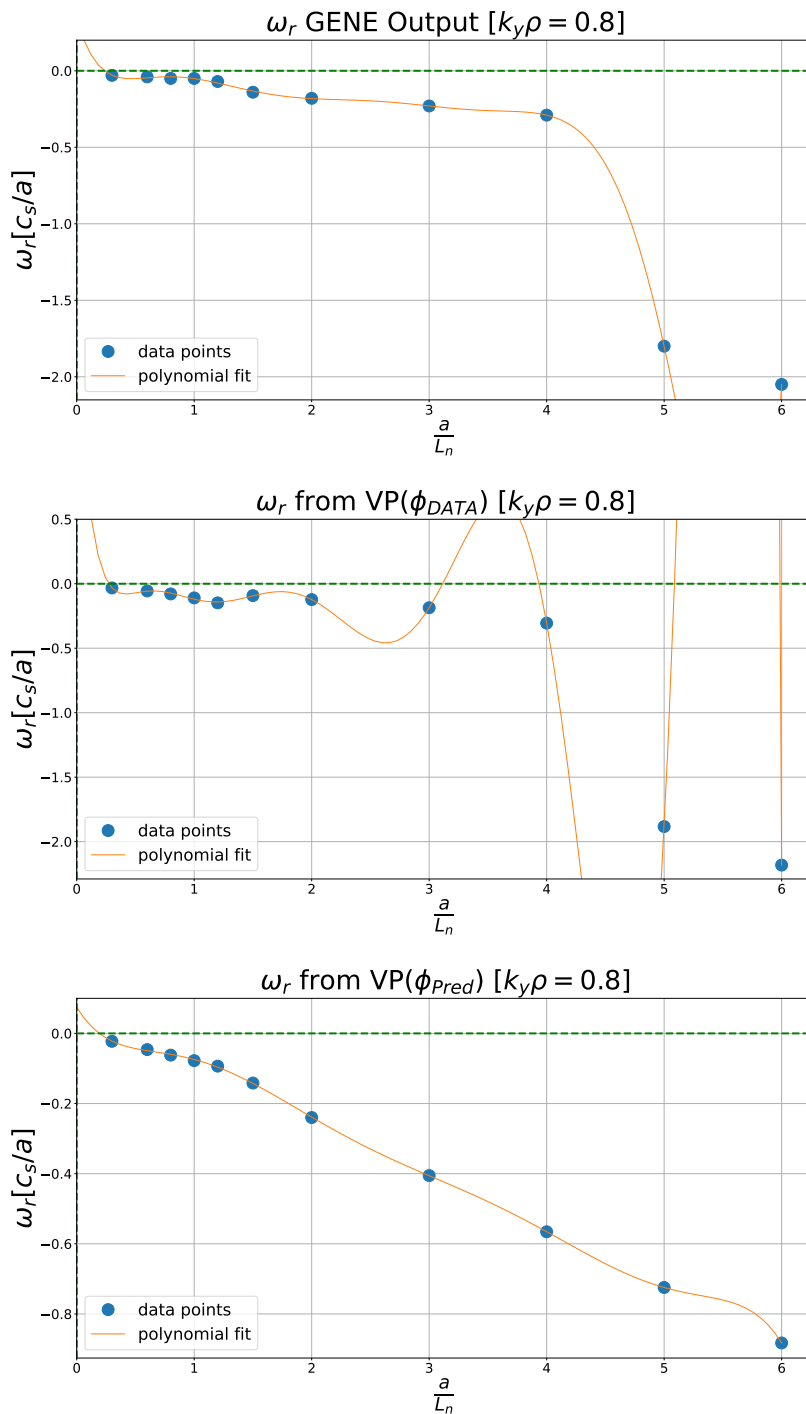 ω_r GENE Output [k_yρ = 0.8]
ω_r[c_s/a]
0.0
−0.5
−1.0
−1.5
−2.0
data points
polynomial fit
0 1 2 3 4 5 6
a/L_n
ω_r from VP(ϕ_DATA) [k_yρ = 0.8]
ω_r[c_s/a]
0.5
0.0
−0.5
−1.0
−1.5
−2.0
data points
polynomial fit
0 1 2 3 4 5 6
a/L_n
ω_r from VP(ϕ_Pred) [k_yρ = 0.8]
ω_r[c_s/a]
0.0
−0.2
−0.4
−0.6
−0.8
data points
polynomial fit
0 1 2 3 4 5 6
a/L_n